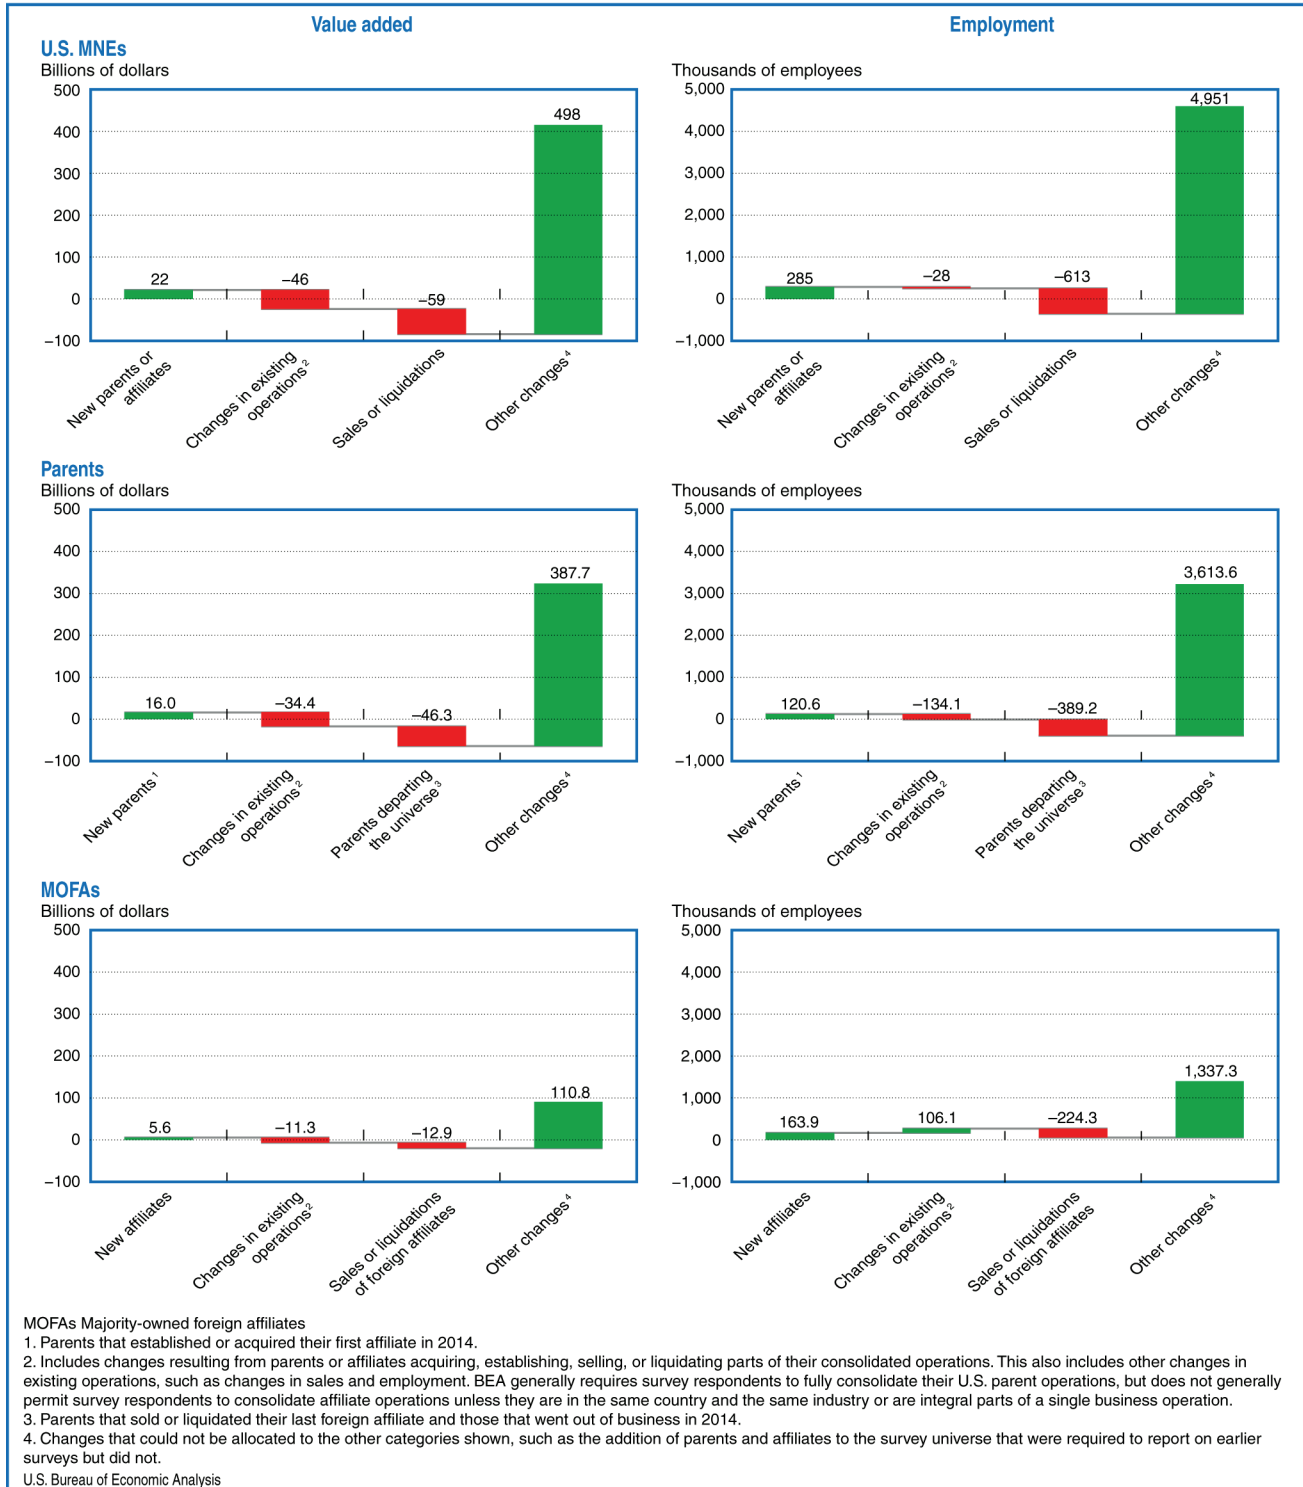 Value added
Employment
U.S. MNEs
Billions of dollars
500
400
300
200
100
0
−100
22
−46
−59
498
New parents or
affiliates
Changes in existing
operations²
Sales or liquidations
Other changes⁴
Thousands of employees
5,000
4,000
3,000
2,000
1,000
0
−1,000
285
−28
−613
4,951
New parents or
affiliates
Changes in existing
operations²
Sales or liquidations
Other changes⁴
Parents
Billions of dollars
500
400
300
200
100
0
−100
16.0
−34.4
−46.3
387.7
New parents¹
Changes in existing
operations²
Parents departing
the universe³
Other changes⁴
Thousands of employees
5,000
4,000
3,000
2,000
1,000
0
−1,000
120.6
−134.1
−389.2
3,613.6
New parents¹
Changes in existing
operations²
Parents departing
the universe³
Other changes⁴
MOFAs
Billions of dollars
500
400
300
200
100
0
−100
5.6
−11.3
−12.9
110.8
New affiliates
Changes in existing
operations²
Sales or liquidations
of foreign affiliates
Other changes⁴
Thousands of employees
5,000
4,000
3,000
2,000
1,000
0
−1,000
163.9
106.1
−224.3
1,337.3
New affiliates
Changes in existing
operations²
Sales or liquidations
of foreign affiliates
Other changes⁴
MOFAs Majority-owned foreign affiliates
1. Parents that established or acquired their first affiliate in 2014.
2. Includes changes resulting from parents or affiliates acquiring, establishing, selling, or liquidating parts of their consolidated operations. This also includes other changes in
existing operations, such as changes in sales and employment. BEA generally requires survey respondents to fully consolidate their U.S. parent operations, but does not generally
permit survey respondents to consolidate affiliate operations unless they are in the same country and the same industry or are integral parts of a single business operation.
3. Parents that sold or liquidated their last foreign affiliate and those that went out of business in 2014.
4. Changes that could not be allocated to the other categories shown, such as the addition of parents and affiliates to the survey universe that were required to report on earlier
surveys but did not.
U.S. Bureau of Economic Analysis